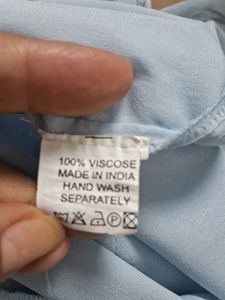 100% VISCOSE
MADE IN INDIA
HAND WASH
SEPARATELY